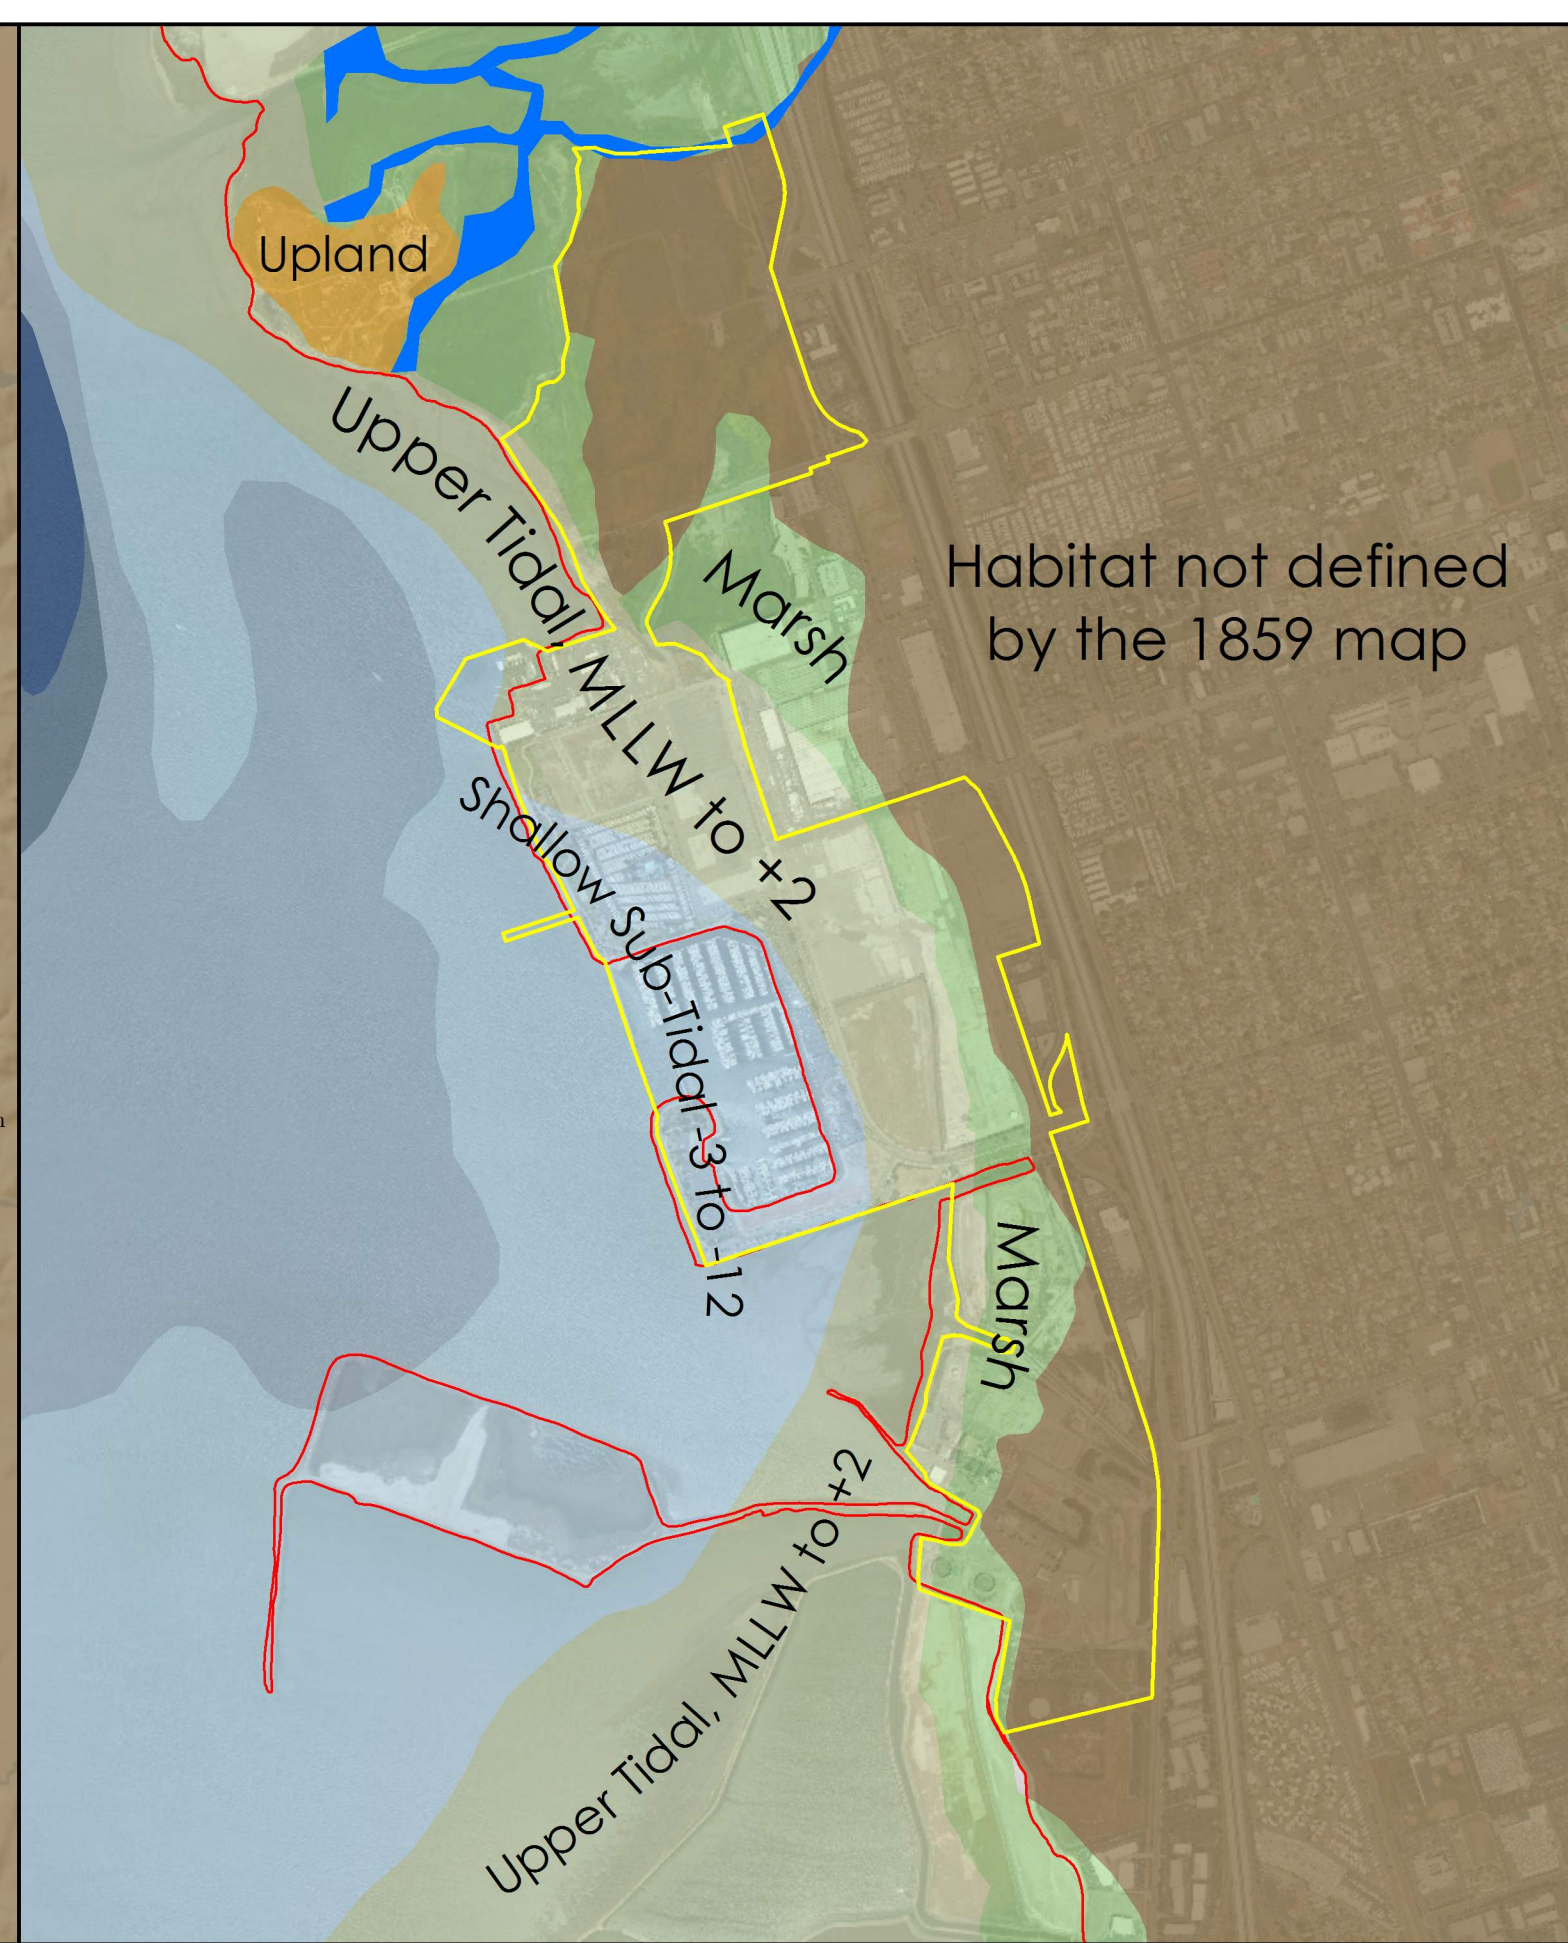 Upland
Upper Tidal, MLLW to +2
Marsh
Habitat not defined
by the 1859 map
Shallow Sub-Tidal -3 to -12
Marsh
Upper Tidal, MLLW to +2